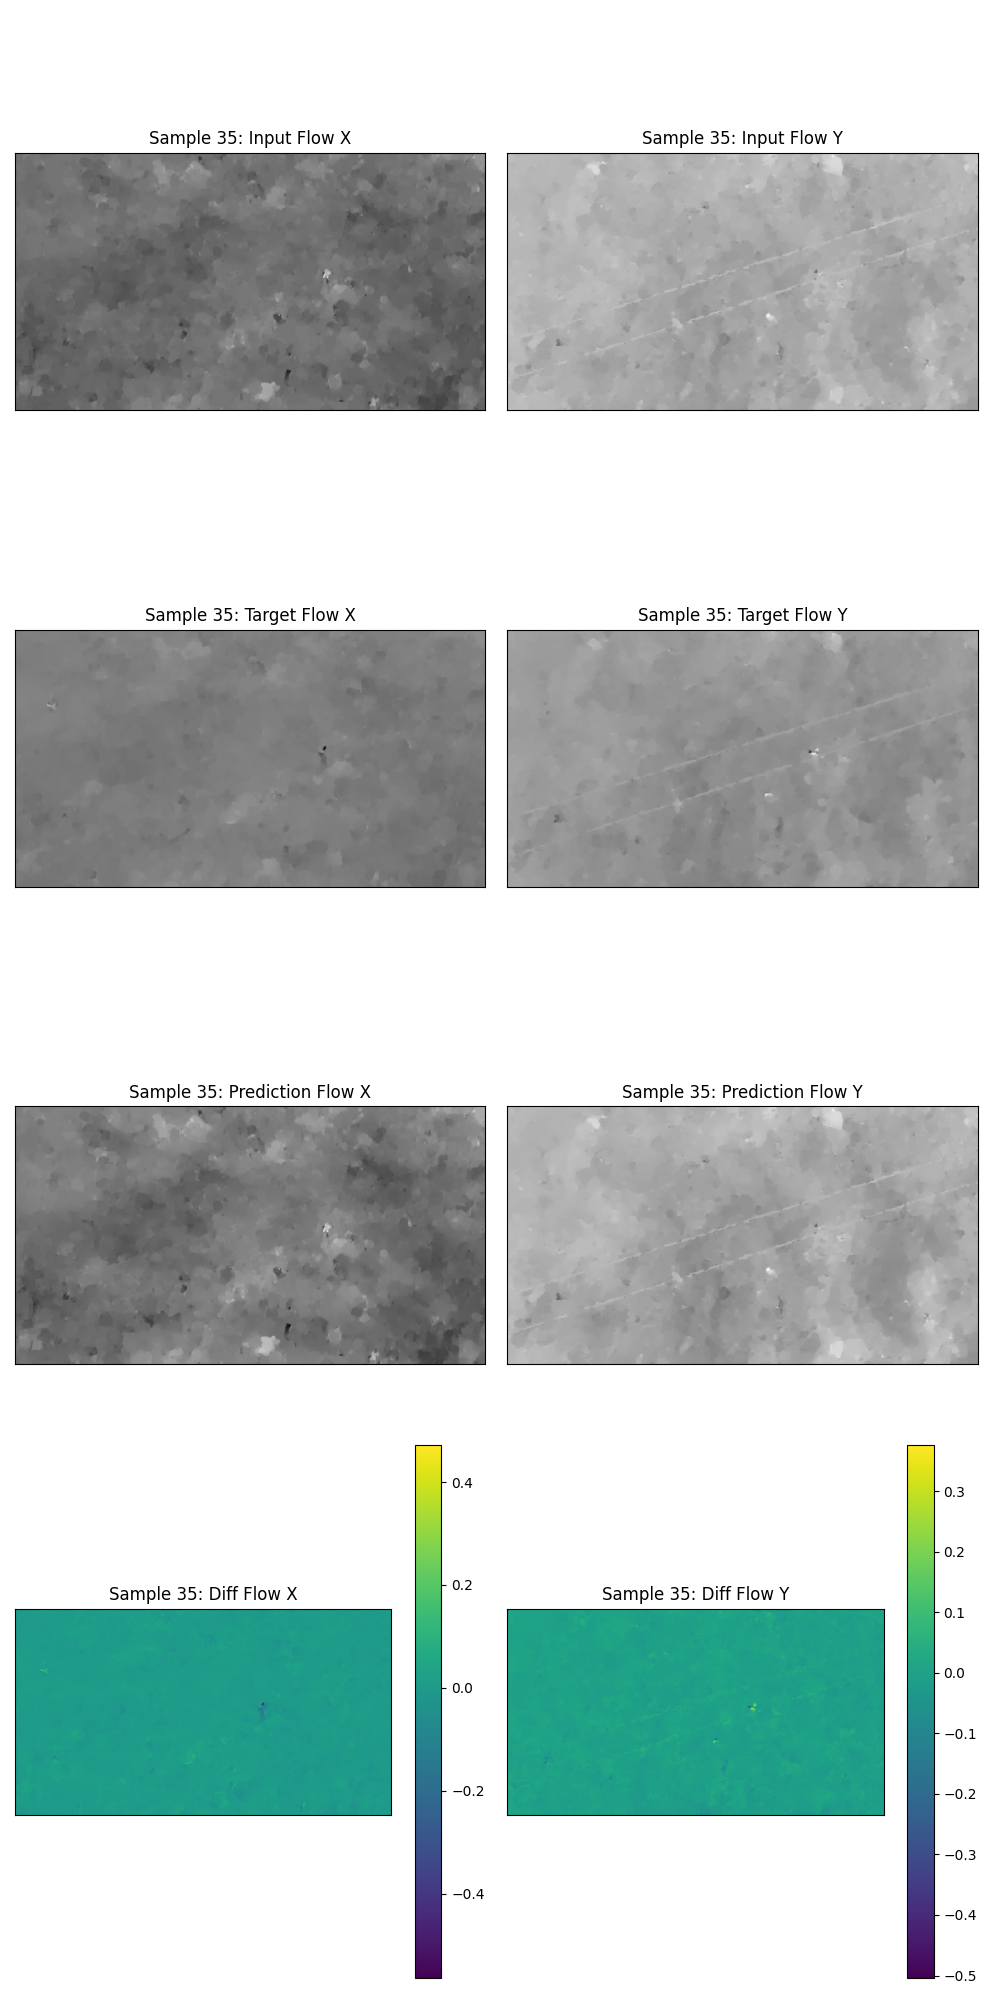 Sample 35: Input Flow X
Sample 35: Input Flow Y
Sample 35: Target Flow X
Sample 35: Target Flow Y
Sample 35: Prediction Flow X
Sample 35: Prediction Flow Y
Sample 35: Diff Flow X
0.4
0.2
0.0
−0.2
−0.4
Sample 35: Diff Flow Y
0.3
0.2
0.1
0.0
−0.1
−0.2
−0.3
−0.4
−0.5